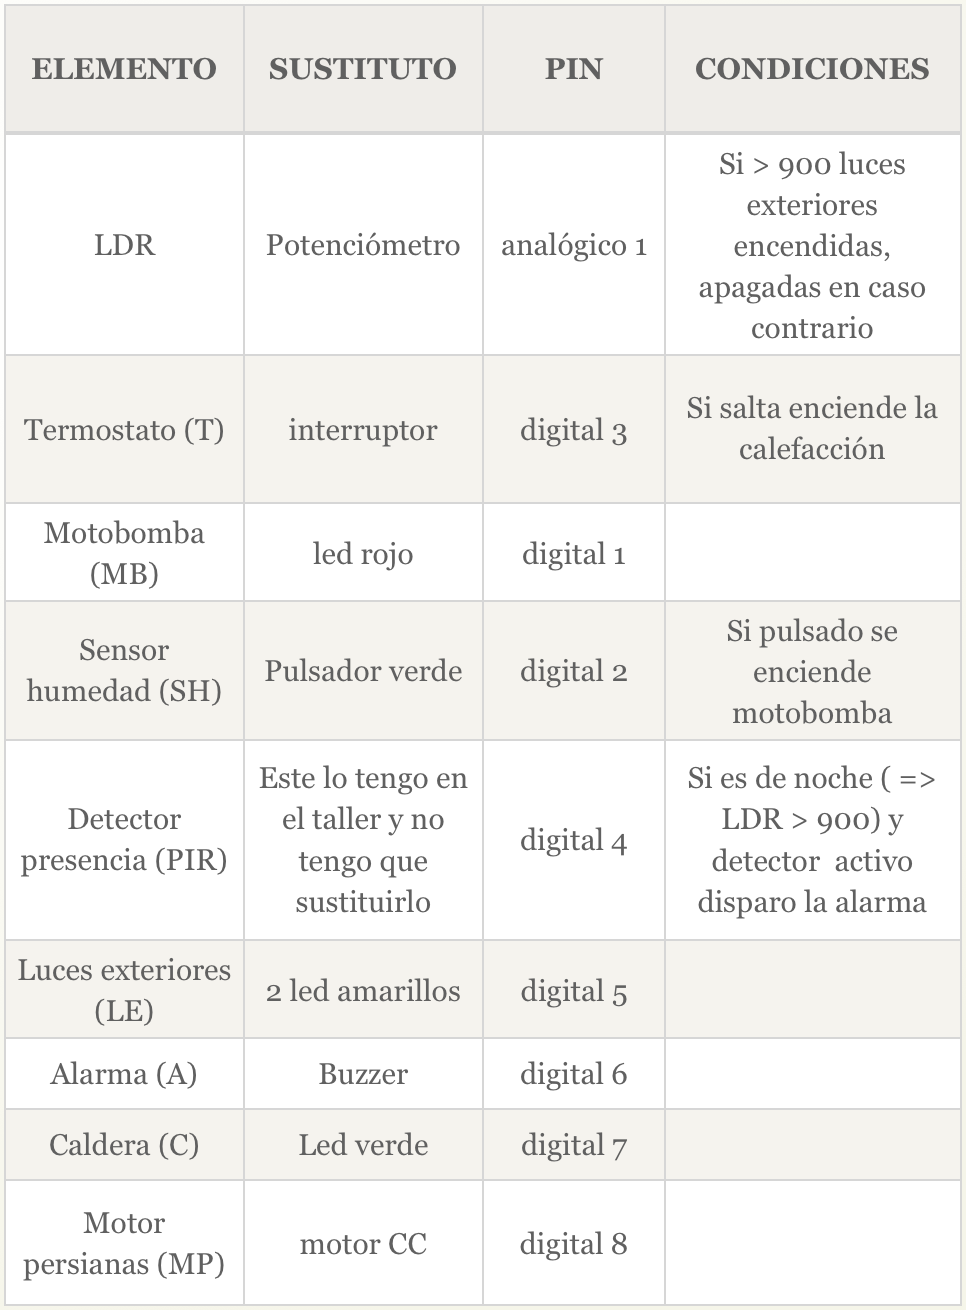 ELEMENTO SUSTITUTO PIN CONDICIONES
LDR
Potenciómetro
analógico 1
Si > 900 luces
exteriores
encendidas,
apagadas en caso
contrario
Termostato (T)
interruptor
digital 3
Si salta enciende la
calefacción
Motobomba
(MB)
led rojo
digital 1
Sensor
humedad (SH)
Pulsador verde
digital 2
Si pulsado se
enciende
motobomba
Detector
presencia (PIR)
Este lo tengo en
el taller y no
tengo que
sustituirlo
digital 4
Si es de noche ( =>
LDR > 900) y
detector activo
disparo la alarma
Luces exteriores
(LE)
2 led amarillos
digital 5
Alarma (A)
Buzzer
digital 6
Caldera (C)
Led verde
digital 7
Motor
persianas (MP)
motor CC
digital 8